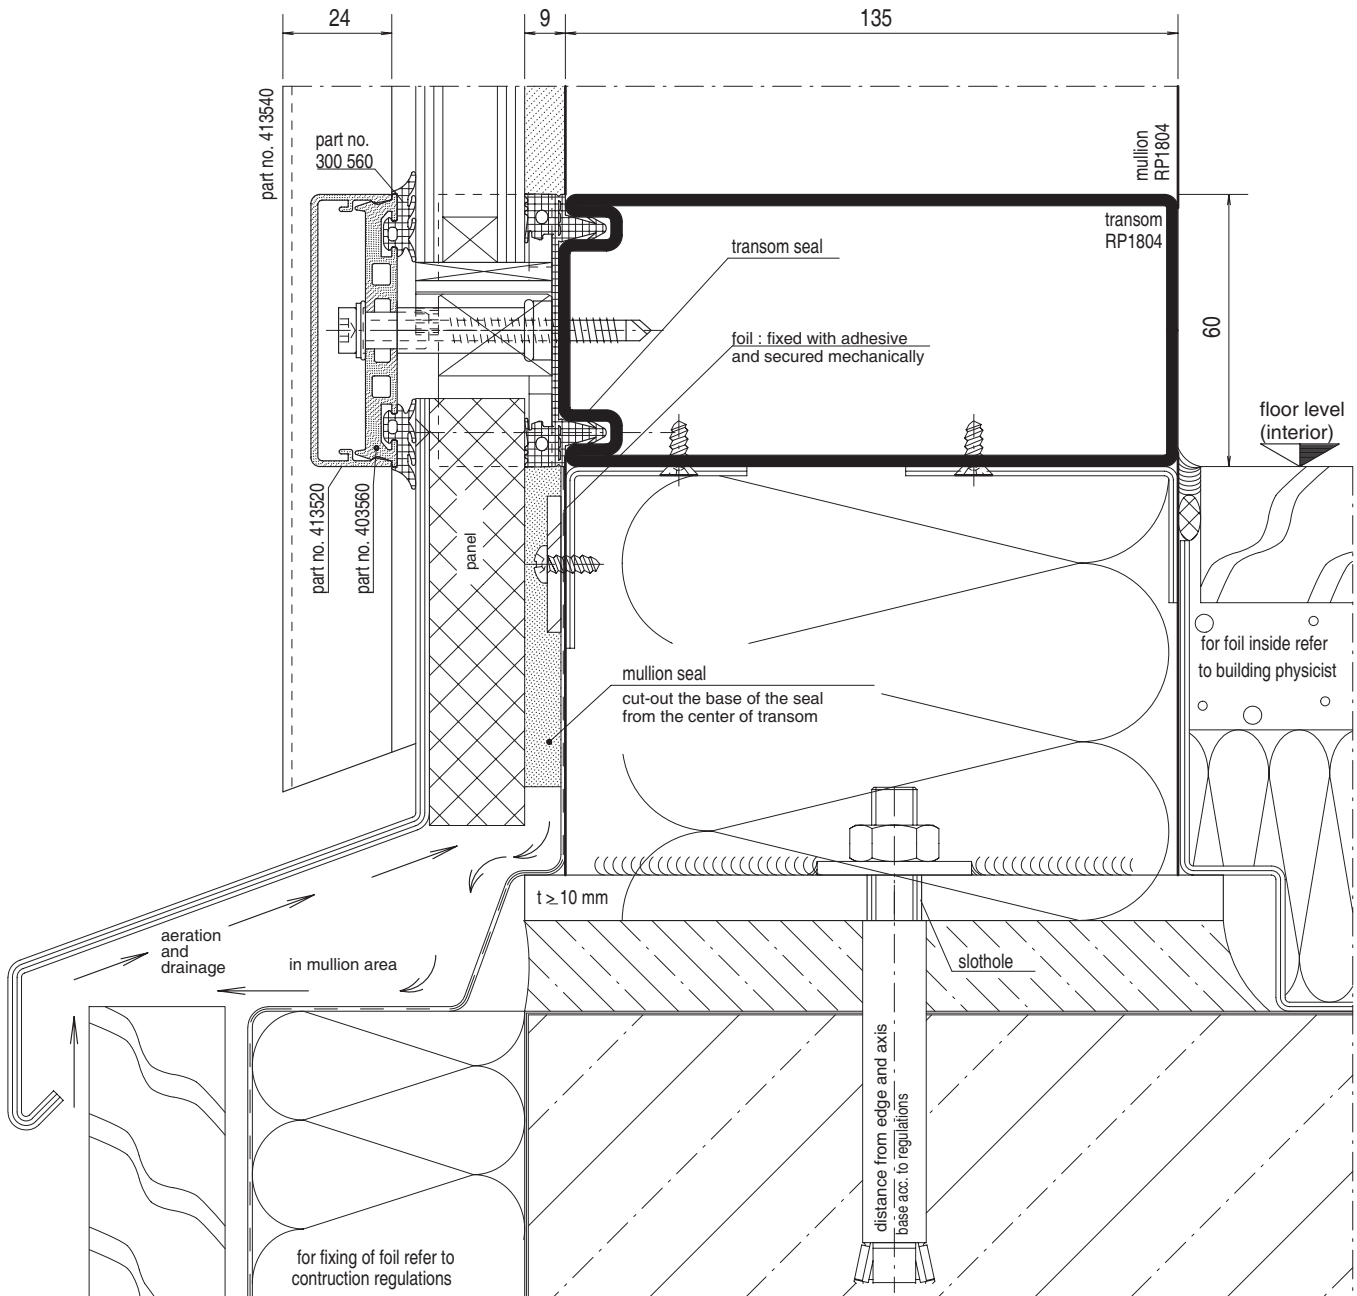 24
9
135
part no. 413540
part no.
300 560
mullion
RP1804
transom
RP1804
transom seal
60
foil : fixed with adhesive
and secured mechanically
floor level
(interior)
part no. 413520
part no. 403560
panel
for foil inside refer
to building physicist
mullion seal
cut-out the base of the seal
from the center of transom
t ≥ 10 mm
aeration
and
drainage
in mullion area
slothole
distance from edge and axis
base acc. to regulations
for fixing of foil refer to
contruction regulations